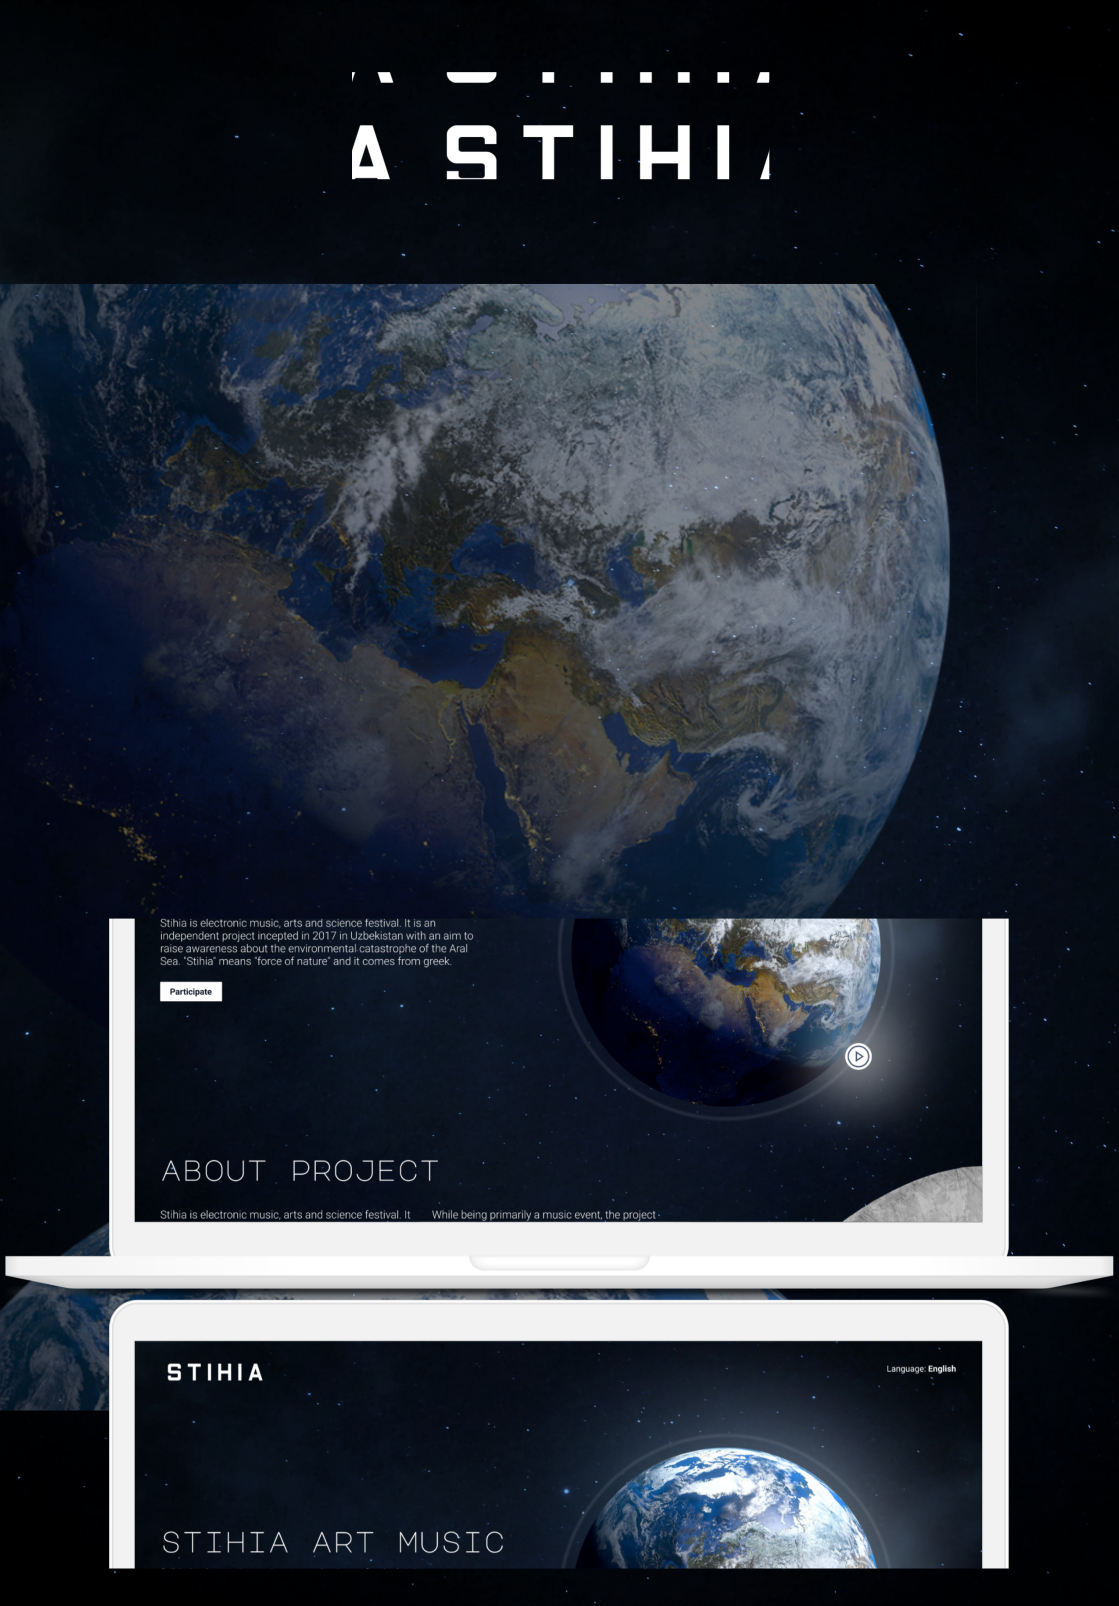 A STIHIA
Stihia is electronic music, arts and science festival. It is an
independent project incepted in 2017 in Uzbekistan with an aim to
raise awareness about the environmental catastrophe of the Aral
Sea. "Stihia" means "force of nature" and it comes from greek.
Participate
ABOUT PROJECT
Stihia is electronic music, arts and science festival. It
While being primarily a music event, the project
STIHIA
Language: English
STIHIA ART MUSIC